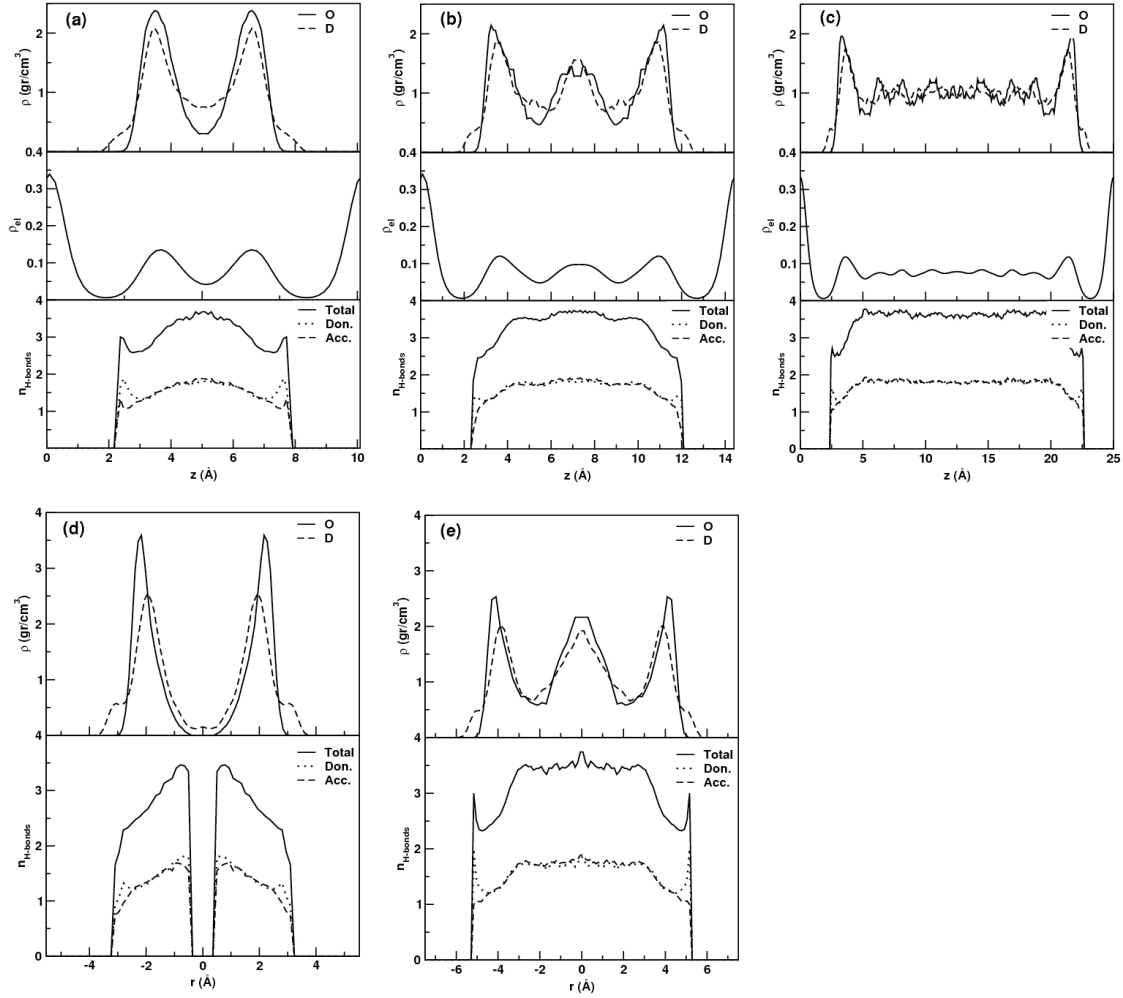 (a)
O
D
2
1
ρ (gr/cm³)
0.4
0.3
0.2
0.1
ρel
4
Total
Don.
Acc.
3
2
1
nH-bonds
0 2 4 6 8 10
z (Å)
(b)
O
D
2
1
ρ (gr/cm³)
0.4
0.3
0.2
0.1
ρel
4
Total
Don.
Acc.
3
2
1
0
nH-bonds
0 2 4 6 8 10 12 14
z (Å)
(c)
O
D
2
1
ρ (gr/cm³)
0.4
0.3
0.2
0.1
ρel
4
Total
Don.
Acc.
3
2
1
0
nH-bonds
0 5 10 15 20 25
z (Å)
(d)
O
D
4
3
2
1
ρ (gr/cm³)
4
Total
Don.
Acc.
3
2
1
0
nH-bonds
-4 -2 0 2 4
r (Å)
(e)
O
D
4
3
2
1
ρ (gr/cm³)
4
Total
Don.
Acc.
3
2
1
0
nH-bonds
-6 -4 -2 0 2 4 6
r (Å)